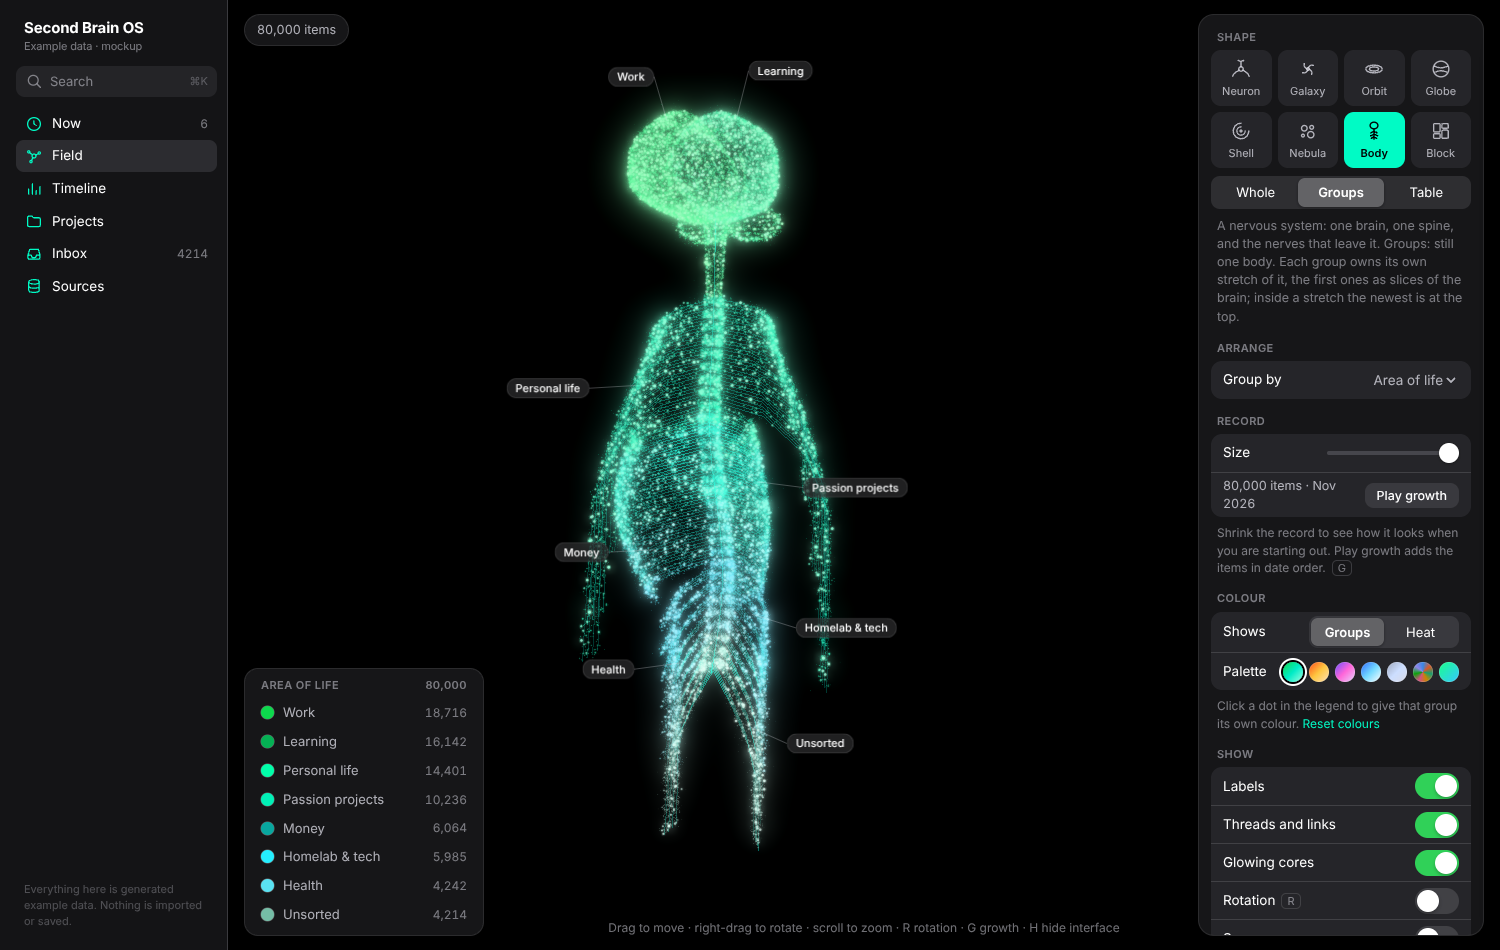 Second Brain OS
Example data · mockup
Search ⌘K
Now 6
Field
Timeline
Projects
Inbox 4214
Sources
Everything here is generated
example data. Nothing is imported
or saved.
80,000 items
Work
Learning
Personal life
Passion projects
Money
Homelab & tech
Health
Unsorted
AREA OF LIFE 80,000
Work 18,716
Learning 16,142
Personal life 14,401
Passion projects 10,236
Money 6,064
Homelab & tech 5,985
Health 4,242
Unsorted 4,214
Drag to move · right-drag to rotate · scroll to zoom · R rotation · G growth · H hide interface
SHAPE
Neuron Galaxy Orbit Globe
Shell Nebula Body Block
Whole Groups Table
A nervous system: one brain, one spine,
and the nerves that leave it. Groups: still
one body. Each group owns its own
stretch of it, the first ones as slices of the
brain; inside a stretch the newest is at the
top.
ARRANGE
Group by Area of life
RECORD
Size
80,000 items · Nov
2026
Play growth
Shrink the record to see how it looks when
you are starting out. Play growth adds the
items in date order. G
COLOUR
Shows Groups Heat
Palette
Click a dot in the legend to give that group
its own colour. Reset colours
SHOW
Labels
Threads and links
Glowing cores
Rotation R